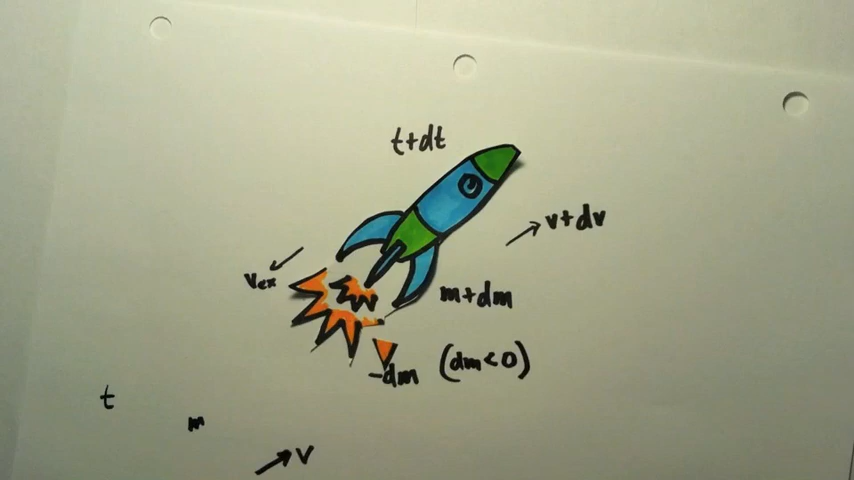 t+dt
v+dv
vex
m+dm
-dm (dm<0)
t
m
v